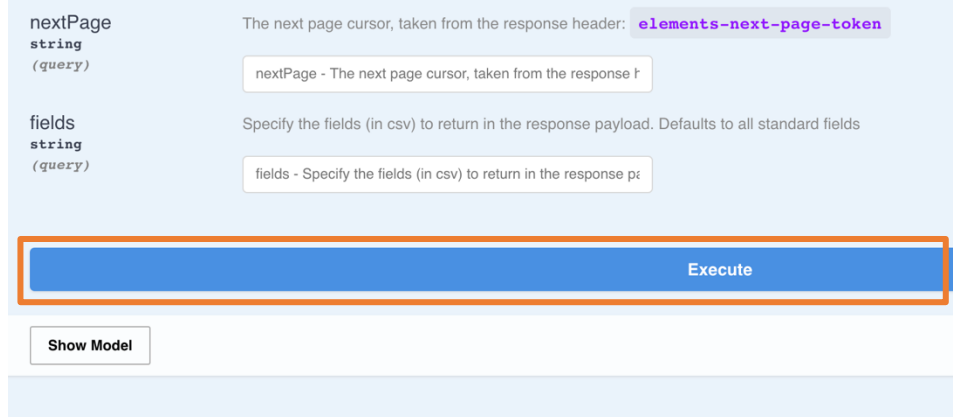 nextPage
The next page cursor, taken from the response header: elements-next-page-token
string
(query)
nextPage - The next page cursor, taken from the response h
fields
Specify the fields (in csv) to return in the response payload. Defaults to all standard fields
string
(query)
fields - Specify the fields (in csv) to return in the response pa
Execute
Show Model